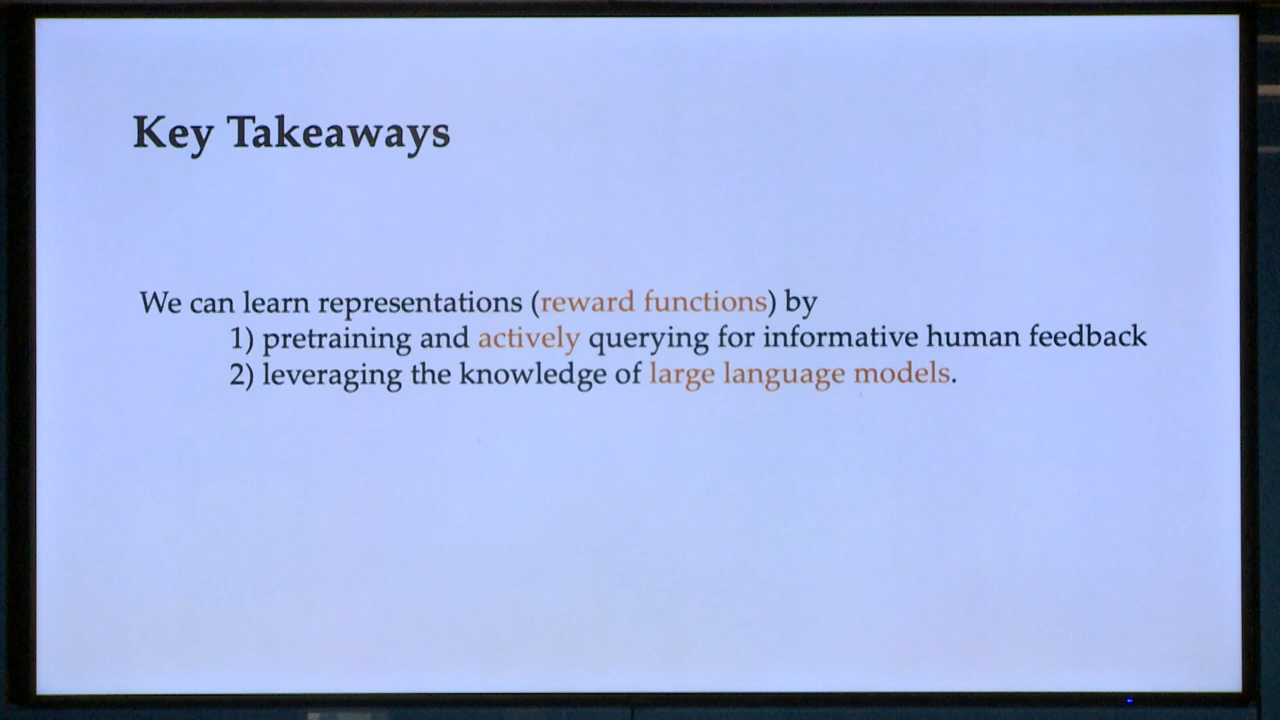 Key Takeaways
We can learn representations (reward functions) by
1) pretraining and actively querying for informative human feedback
2) leveraging the knowledge of large language models.